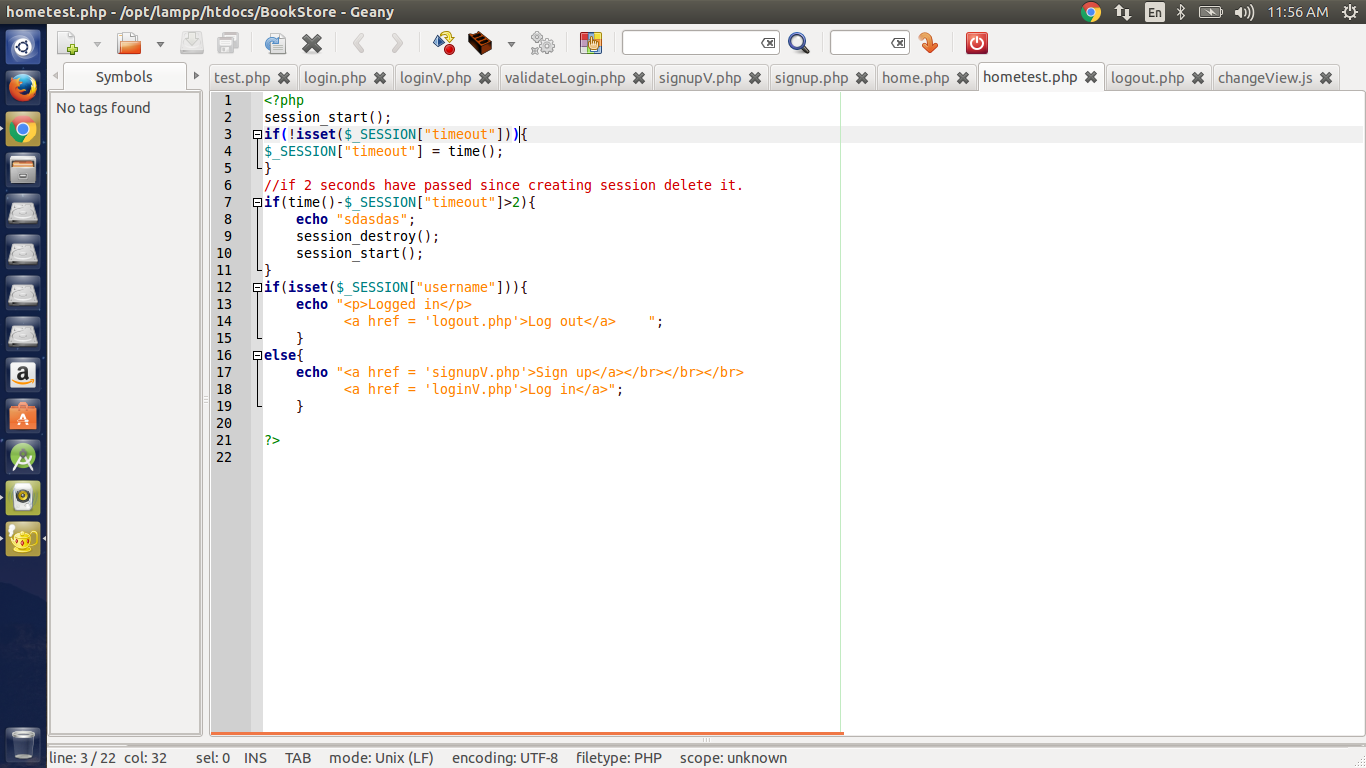 hometest.php - /opt/lampp/htdocs/BookStore - Geany
En
11:56 AM
Symbols
test.php login.php loginV.php validateLogin.php signupV.php signup.php home.php hometest.php logout.php changeView.js
No tags found
1 <?php
2 session_start();
3 if(!isset($_SESSION["timeout"])){
4 $_SESSION["timeout"] = time();
5 }
6 //if 2 seconds have passed since creating session delete it.
7 if(time()-$_SESSION["timeout"]>2){
8     echo "sdasdas";
9     session_destroy();
10     session_start();
11 }
12 if(isset($_SESSION["username"])){
13     echo "<p>Logged in</p>
14           <a href = 'logout.php'>Log out</a>    ";
15     }
16 else{
17     echo "<a href = 'signupV.php'>Sign up</a></br></br></br>
18           <a href = 'loginV.php'>Log in</a>";
19     }
20
21 ?>
22
line: 3 / 22 col: 32 sel: 0 INS TAB mode: Unix (LF) encoding: UTF-8 filetype: PHP scope: unknown